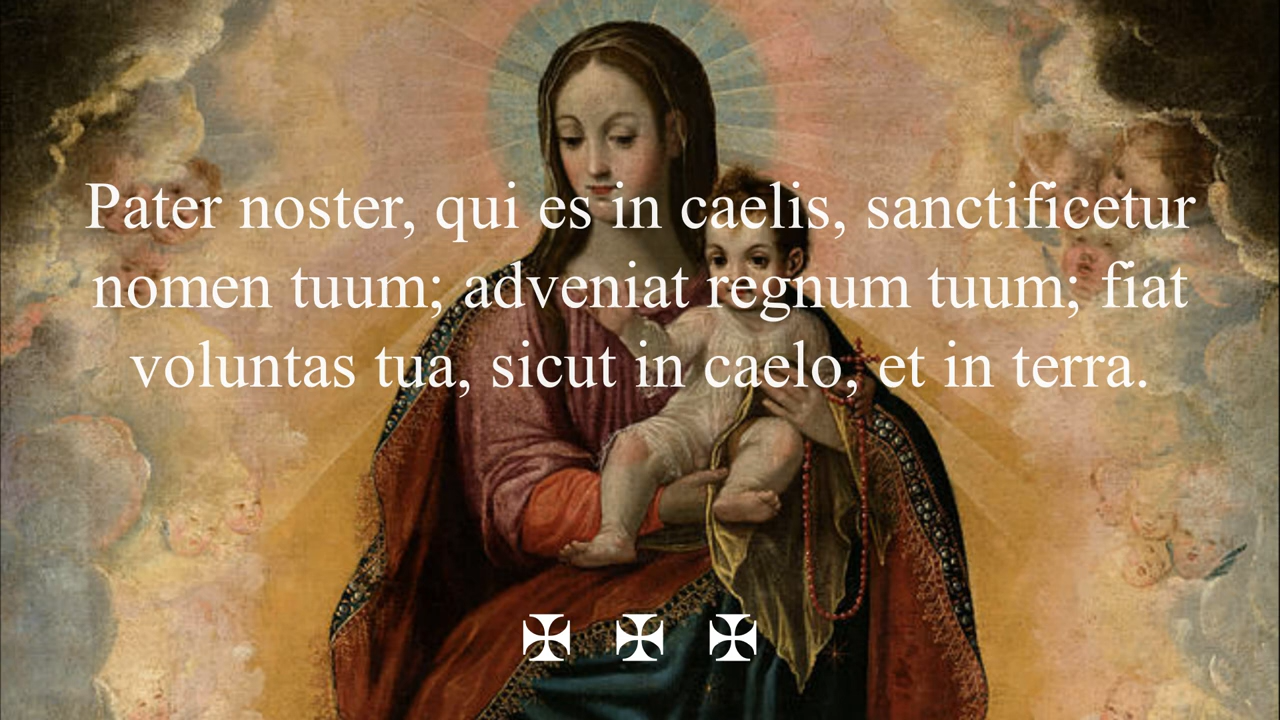 Pater noster, qui es in caelis, sanctificetur
nomen tuum; adveniat regnum tuum; fiat
voluntas tua, sicut in caelo, et in terra.
✠ ✠ ✠